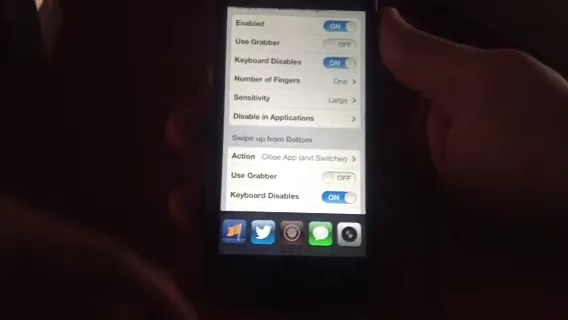 Enabled ON
Use Grabber OFF
Keyboard Disables ON
Number of Fingers One
Sensitivity Large
Disable in Applications
Swipe up from Bottom
Action Close App (and Switcher)
Use Grabber OFF
Keyboard Disables ON